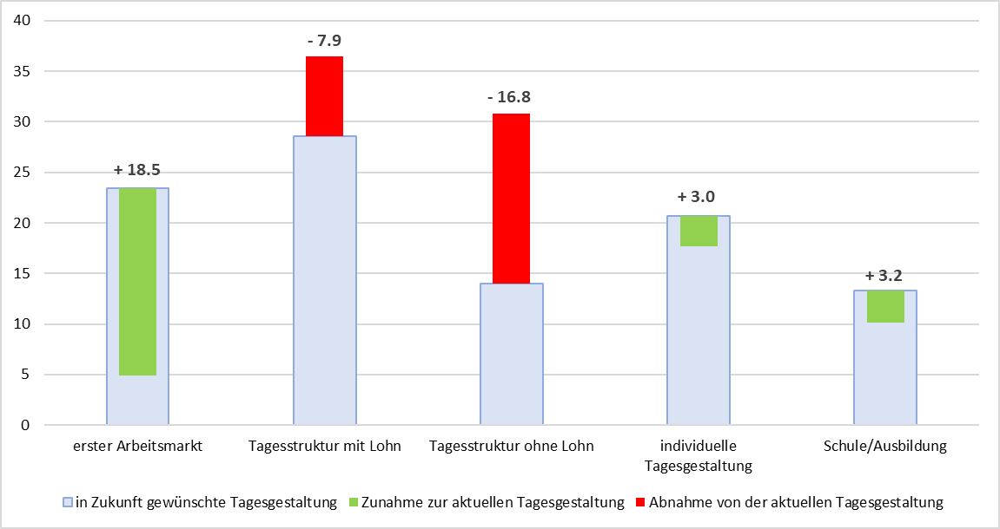 40
35
30
25
20
15
10
5
0
+ 18.5
- 7.9
- 16.8
+ 3.0
+ 3.2
erster Arbeitsmarkt
Tagesstruktur mit Lohn
Tagesstruktur ohne Lohn
individuelle
Tagesgestaltung
Schule/Ausbildung
in Zukunft gewünschte Tagesgestaltung
Zunahme zur aktuellen Tagesgestaltung
Abnahme von der aktuellen Tagesgestaltung